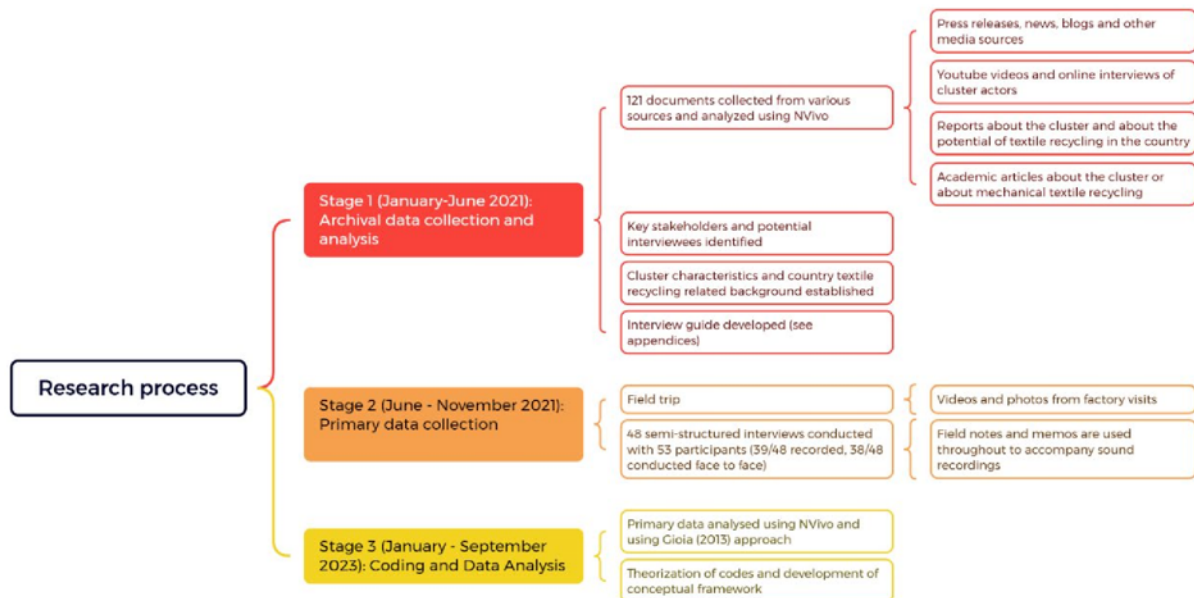 Research process
Stage 1 (January-June 2021):
Archival data collection and
analysis
121 documents collected from various
sources and analyzed using NVivo
Press releases, news, blogs and other
media sources
Youtube videos and online interviews of
cluster actors
Reports about the cluster and about the
potential of textile recycling in the country
Academic articles about the cluster or
about mechanical textile recycling
Key stakeholders and potential
interviewees identified
Cluster characteristics and country textile
recycling related background established
Interview guide developed (see
appendices)
Stage 2 (June - November 2021):
Primary data collection
Field trip
Videos and photos from factory visits
48 semi-structured interviews conducted
with 53 participants (39/48 recorded, 38/48
conducted face to face)
Field notes and memos are used
throughout to accompany sound
recordings
Stage 3 (January - September
2023): Coding and Data Analysis
Primary data analysed using NVivo and
using Gioia (2013) approach
Theorization of codes and development of
conceptual framework